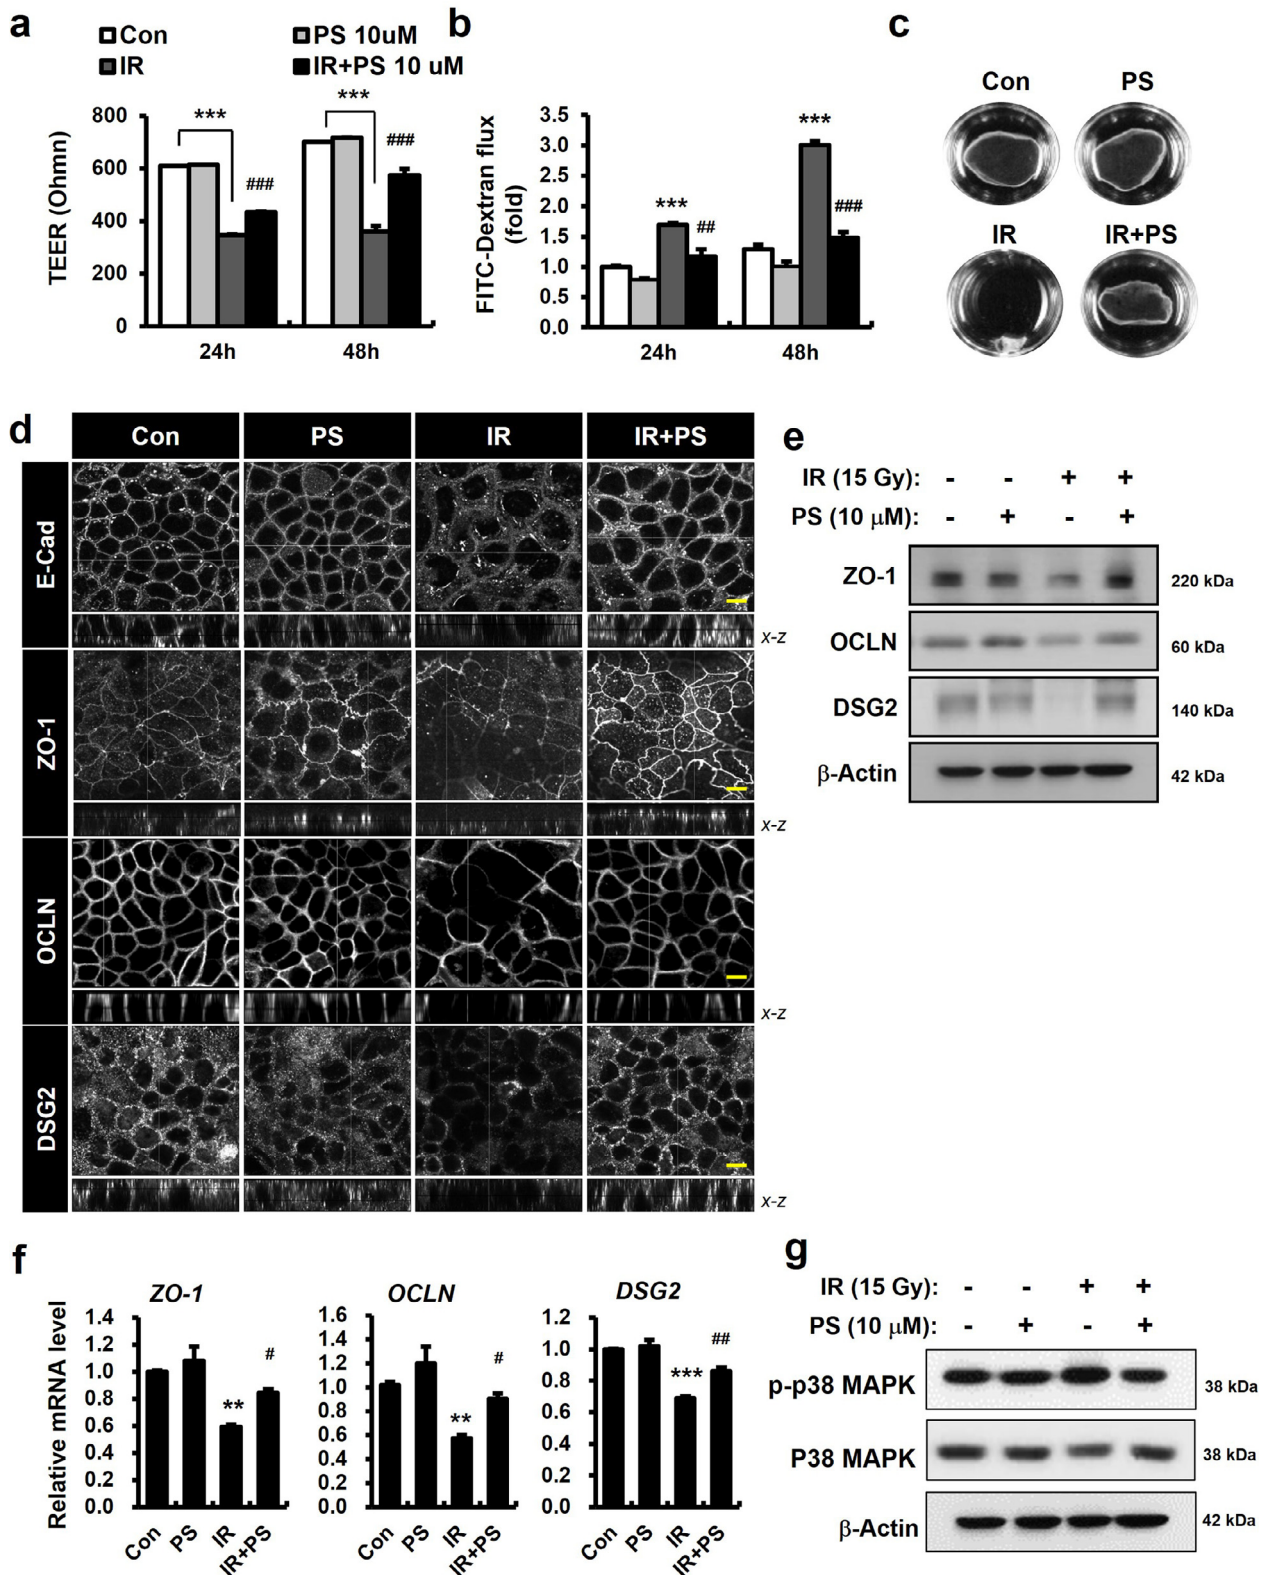 a
Con
PS 10uM
IR
IR+PS 10 uM
TEER (Ohmn)
800
600
400
200
0
***
###
***
###
24h
48h
b
FITC-Dextran flux
(fold)
3.5
3.0
2.5
2.0
1.5
1.0
0.5
0.0
***
##
***
###
24h
48h
c
Con
PS
IR
IR+PS
d
Con
PS
IR
IR+PS
E-Cad
x-z
ZO-1
x-z
OCLN
x-z
DSG2
x-z
e
IR (15 Gy): - - + +
PS (10 μM): - + - +
ZO-1
220 kDa
OCLN
60 kDa
DSG2
140 kDa
β-Actin
42 kDa
f
Relative mRNA level
ZO-1
1.4
1.2
1.0
0.8
0.6
0.4
0.2
0.0
**
#
Con
PS
IR
IR+PS
OCLN
1.6
1.4
1.2
1.0
0.8
0.6
0.4
0.2
0.0
**
#
Con
PS
IR
IR+PS
DSG2
1.2
1.0
0.8
0.6
0.4
0.2
0.0
***
##
Con
PS
IR
IR+PS
g
IR (15 Gy): - - + +
PS (10 μM): - + - +
p-p38 MAPK
38 kDa
P38 MAPK
38 kDa
β-Actin
42 kDa